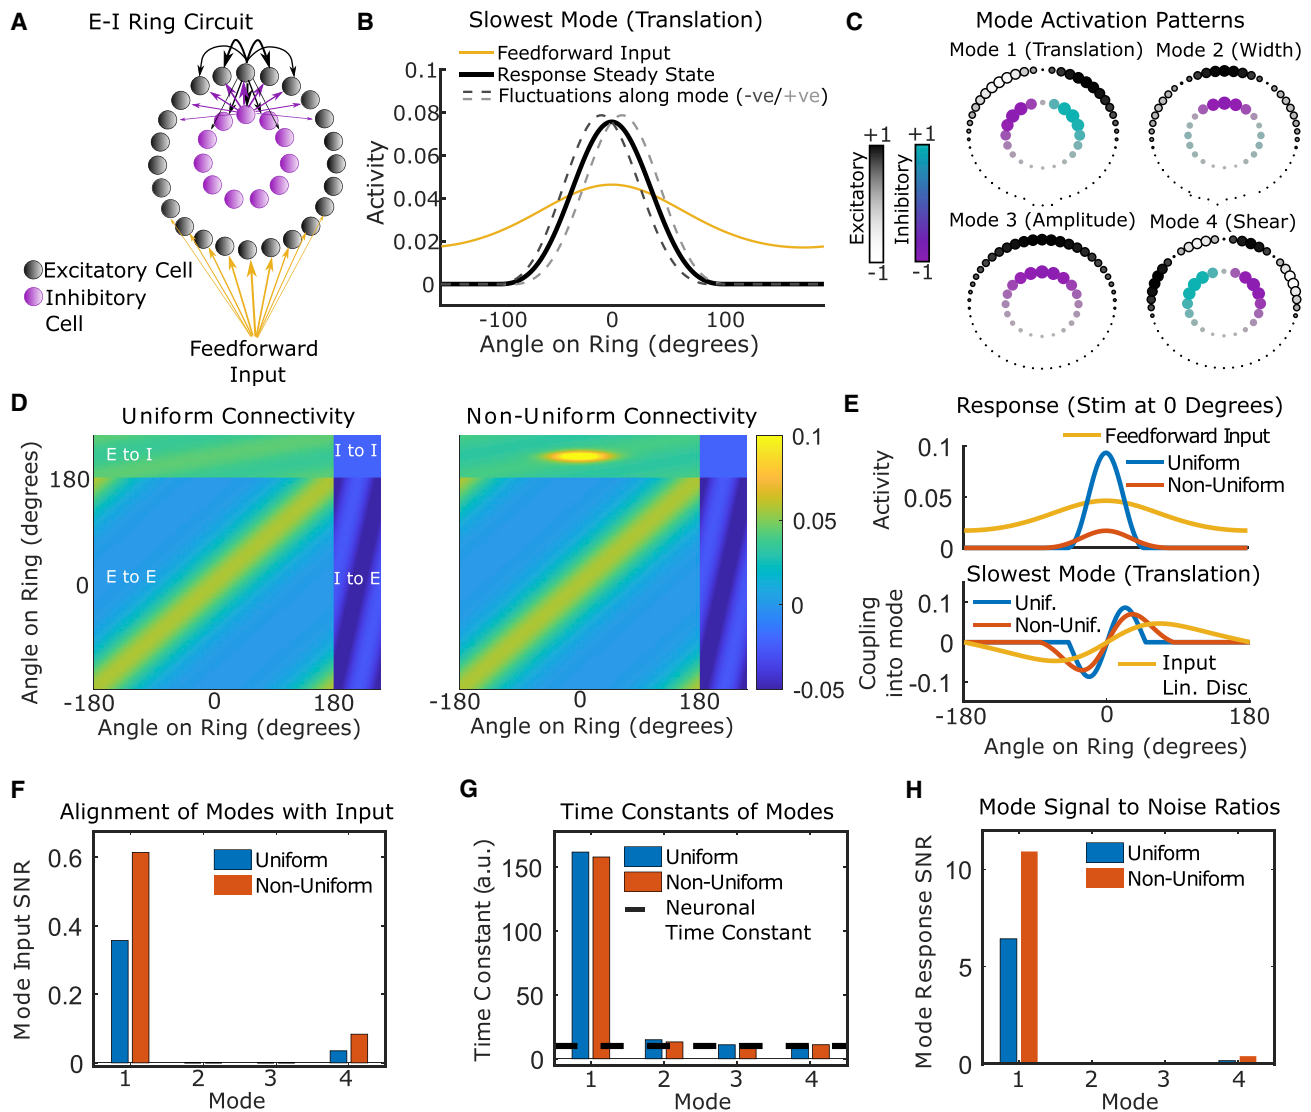 A
E-I Ring Circuit
Excitatory Cell
Inhibitory
Cell
Feedforward
Input
B
Slowest Mode (Translation)
Feedforward Input
Response Steady State
Fluctuations along mode (-ve/+ve)
Activity
0.1
0.08
0.06
0.04
0.02
0
-100
0
100
Angle on Ring (degrees)
C
Mode Activation Patterns
Mode 1 (Translation)
Mode 2 (Width)
Mode 3 (Amplitude)
Mode 4 (Shear)
+1
+1
Excitatory
Inhibitory
-1
-1
D
Uniform Connectivity
Non-Uniform Connectivity
E to I
I to I
E to E
I to E
Angle on Ring (degrees)
180
0
-180
-180
0
180
Angle on Ring (degrees)
-180
0
180
Angle on Ring (degrees)
0.1
0.05
0
-0.05
E
Response (Stim at 0 Degrees)
Feedforward Input
Uniform
Non-Uniform
Activity
0.1
0.05
0
Slowest Mode (Translation)
Unif.
Non-Unif.
Input
Lin. Disc
Coupling
into mode
0.1
0
-0.1
-180
0
180
Angle on Ring (degrees)
F
Alignment of Modes with Input
Uniform
Non-Uniform
Mode Input SNR
0.6
0.4
0.2
0
1
2
3
4
Mode
G
Time Constants of Modes
Uniform
Non-Uniform
Neuronal
Time Constant
Time Constant (a.u.)
150
100
50
0
1
2
3
4
Mode
H
Mode Signal to Noise Ratios
Uniform
Non-Uniform
Mode Response SNR
10
5
0
1
2
3
4
Mode